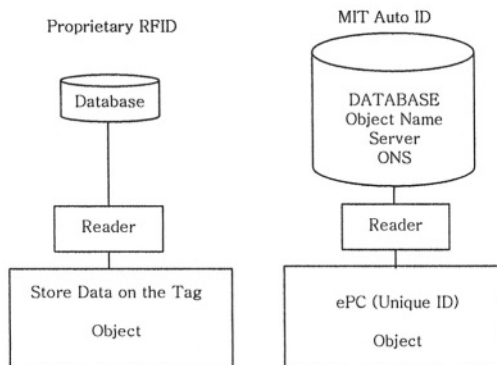 Proprietary RFID
Database
Reader
Store Data on the Tag
Object
MIT Auto ID
DATABASE
Object Name
Server
ONS
Reader
ePC (Unique ID)
Object